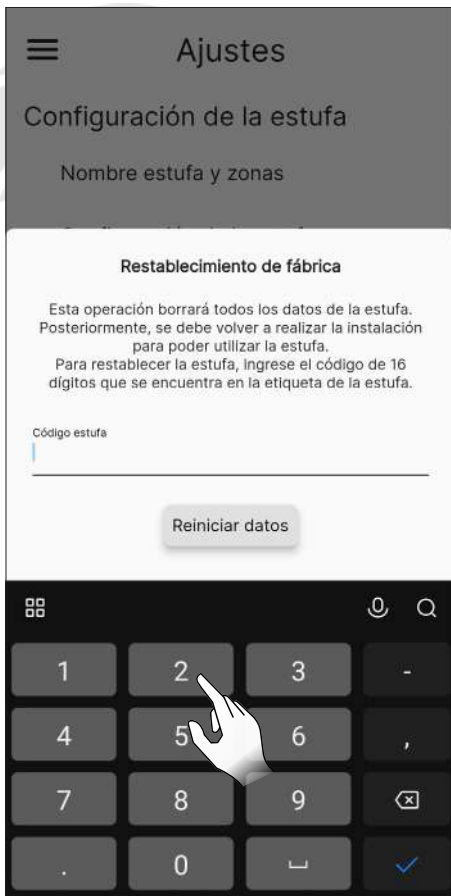 Ajustes
Configuración de la estufa
Nombre estufa y zonas
Restablecimiento de fábrica
Esta operación borrará todos los datos de la estufa.
Posteriormente, se debe volver a realizar la instalación
para poder utilizar la estufa.
Para restablecer la estufa, ingrese el código de 16
dígitos que se encuentra en la etiqueta de la estufa.
Código estufa
Reiniciar datos
1 2 3 -
4 5 6 ,
7 8 9
. 0